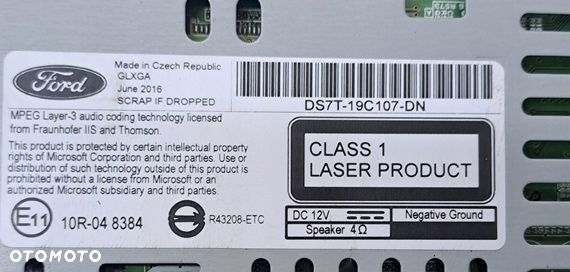 Ford
Made in Czech Republic
GLXGA
June 2016
SCRAP IF DROPPED
DS7T-19C107-DN
MPEG Layer-3 audio coding technology licensed
from Fraunhofer IIS and Thomson.
This product is protected by certain intellectual property
rights of Microsoft Corporation and third parties. Use or
distribution of such technology outside of this product is
prohibited without a license from Microsoft or an
authorized Microsoft subsidiary and third parties.
CLASS 1
LASER PRODUCT
E11
10R-04 8384
R43208-ETC
DC 12V
Negative Ground
Speaker 4Ω
OTOMOTO